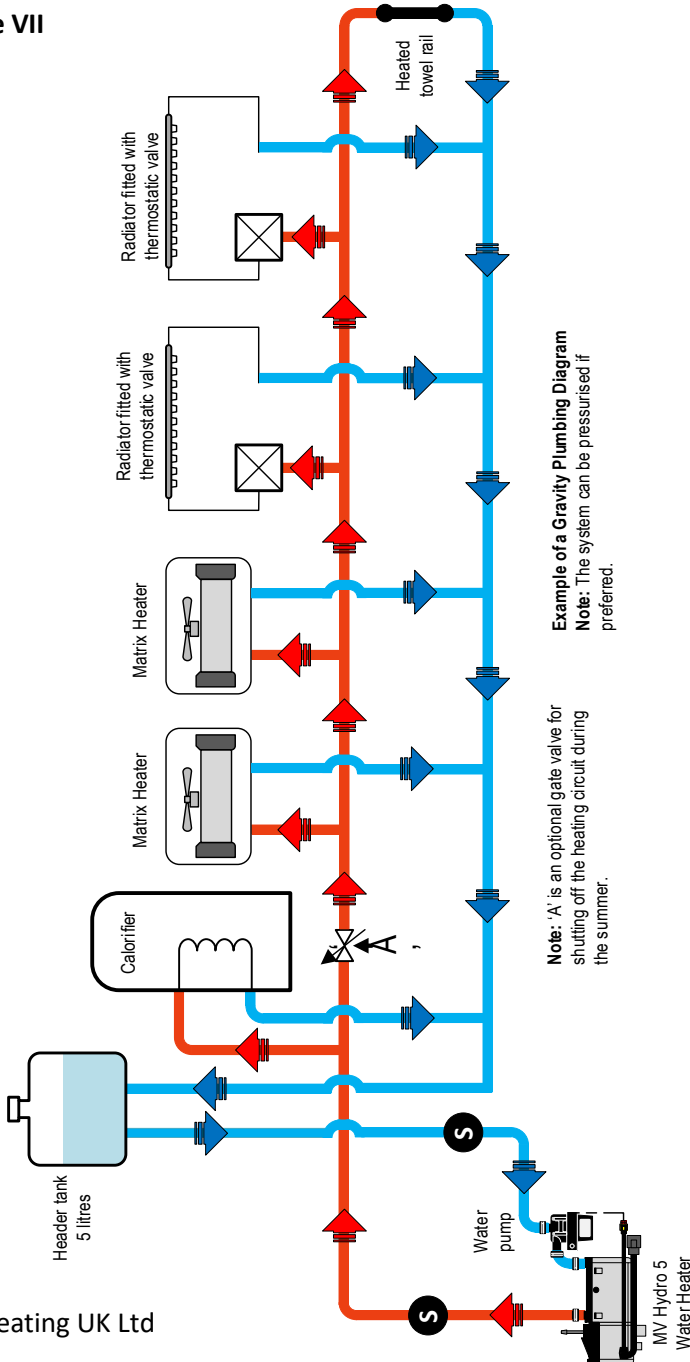 e VII
Header tank
5 litres
Calorifier
Matrix Heater
Matrix Heater
Radiator fitted with
thermostatic valve
Radiator fitted with
thermostatic valve
Heated
towel rail
‘A’
S
S
Water
pump
MV Hydro 5
Water Heater
Note: ‘A’ is an optional gate valve for
shutting off the heating circuit during
the summer.
Example of a Gravity Plumbing Diagram
Note: The system can be pressurised if
preferred.
eating UK Ltd